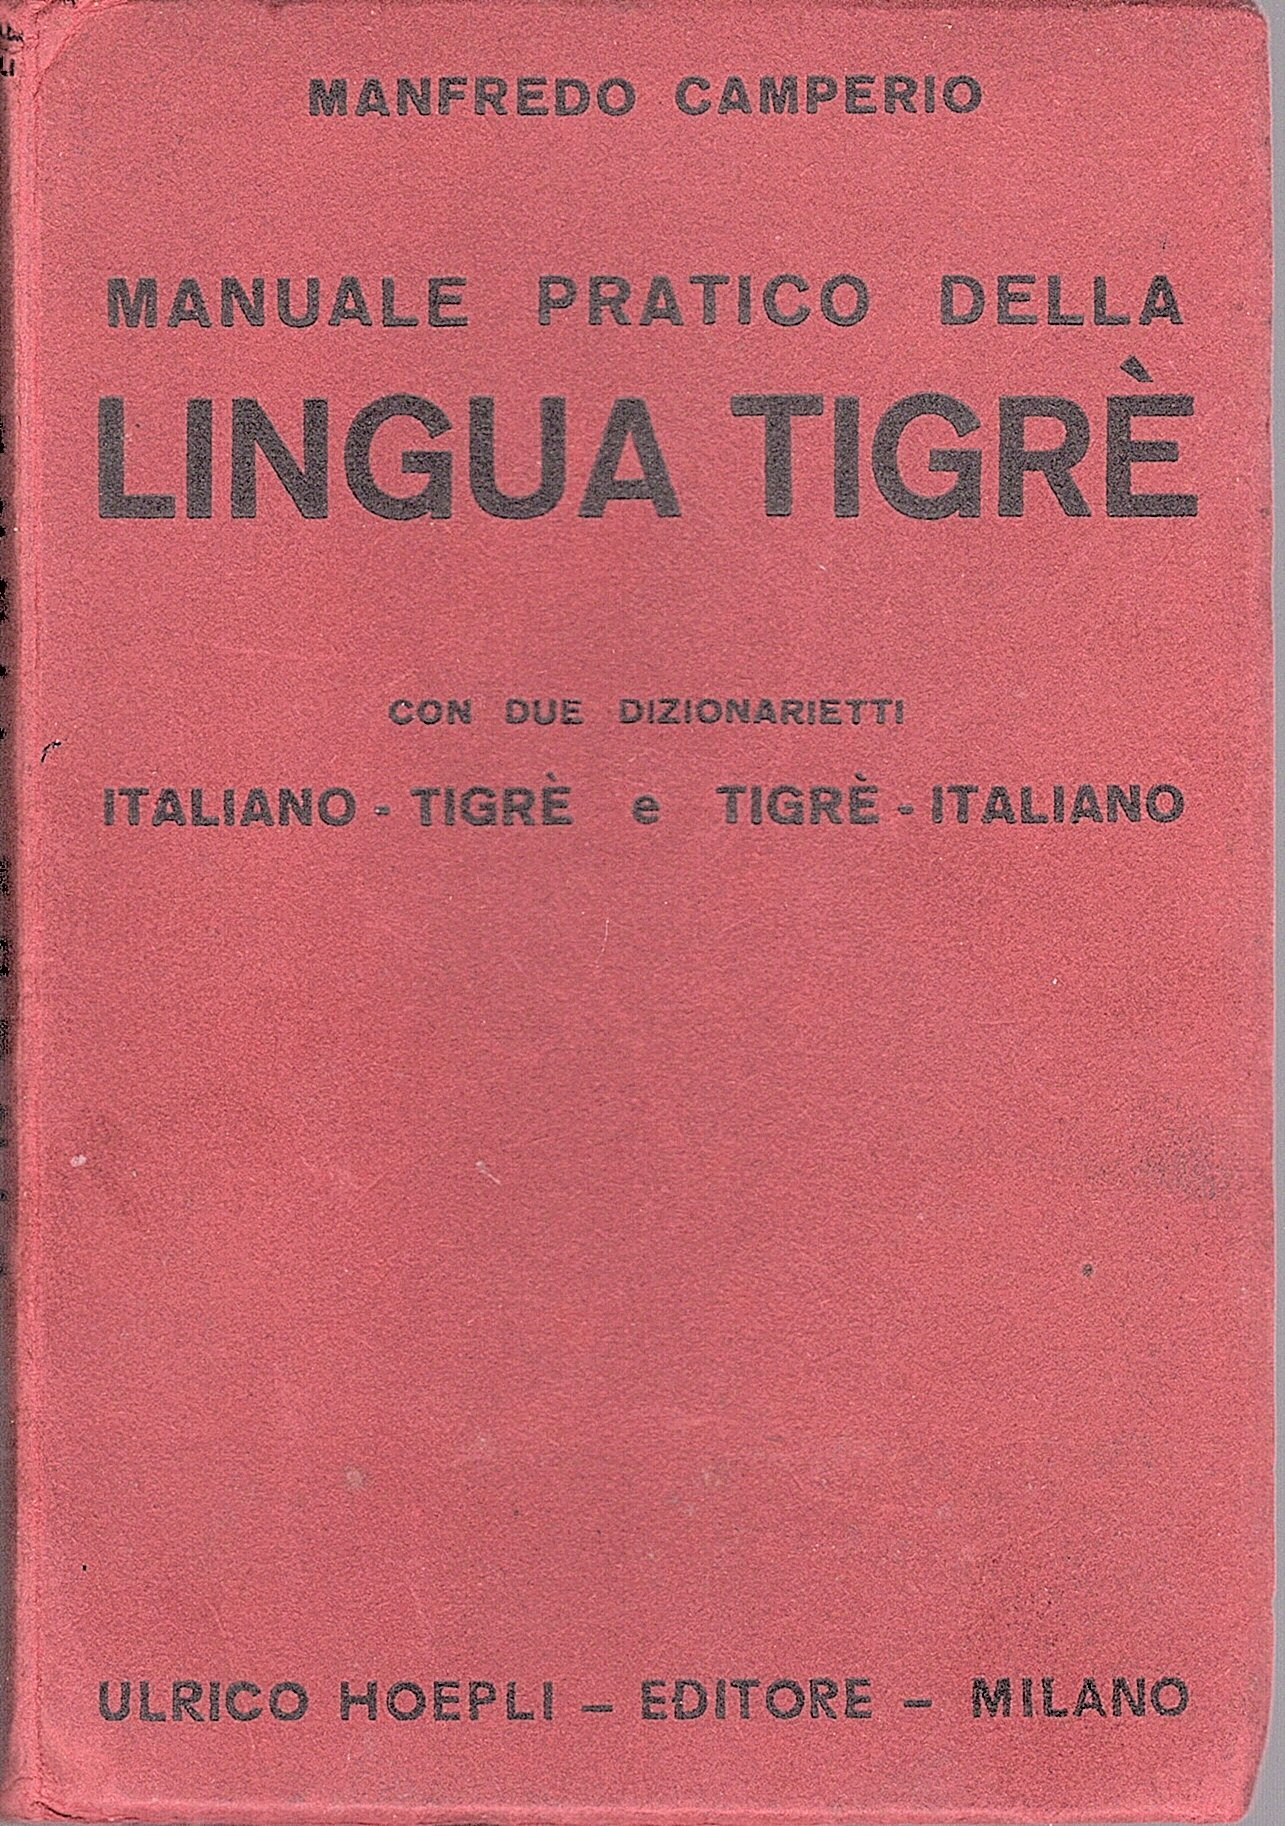 MANFREDO CAMPERIO
MANUALE PRATICO DELLA
LINGUA TIGRÈ
CON DUE DIZIONARIETTI
ITALIANO - TIGRÈ e TIGRÈ - ITALIANO
ULRICO HOEPLI — EDITORE — MILANO